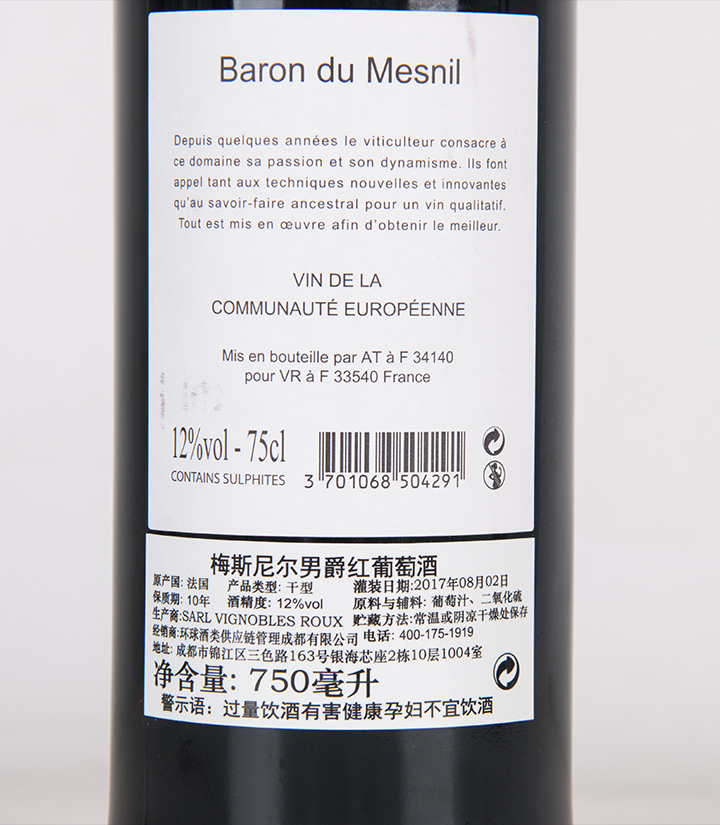 Baron du Mesnil
Depuis quelques années le viticulteur consacre à
ce domaine sa passion et son dynamisme. Ils font
appel tant aux techniques nouvelles et innovantes
qu'au savoir-faire ancestral pour un vin qualitatif.
Tout est mis en œuvre afin d'obtenir le meilleur.
VIN DE LA
COMMUNAUTÉ EUROPÉENNE
Mis en bouteille par AT à F 34140
pour VR à F 33540 France
12%vol - 75cl
CONTAINS SULPHITES
3 701068 504291
梅斯尼尔男爵红葡萄酒
原产国: 法国 产品类型: 干型 灌装日期:2017年08月02日
保质期: 10年 酒精度: 12%vol 原料与辅料: 葡萄汁、二氧化硫
生产商: SARL VIGNOBLES ROUX 贮藏方法:常温或阴凉干燥处保存
经销商: 环球酒类供应链管理成都有限公司 电话: 400-175-1919
地址: 成都市锦江区三色路163号银海芯座2栋10层1004室
净含量: 750毫升
警示语: 过量饮酒有害健康孕妇不宜饮酒